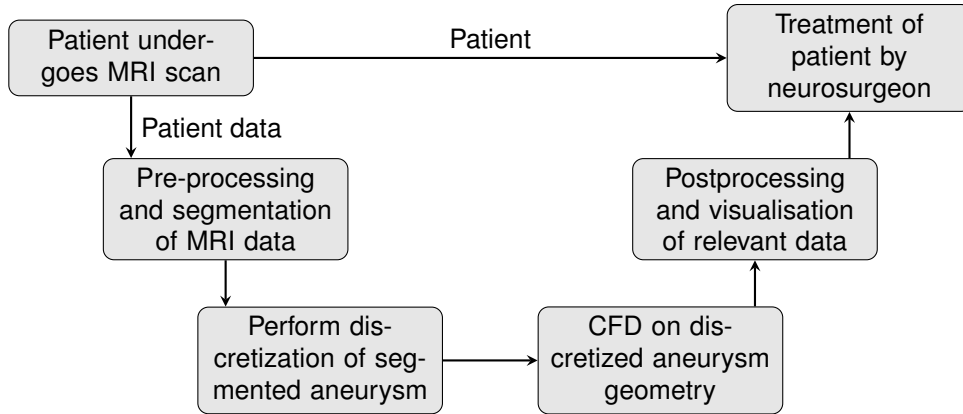 Patient under-
goes MRI scan
Patient
Treatment of
patient by
neurosurgeon
Patient data
Pre-processing
and segmentation
of MRI data
Postprocessing
and visualisation
of relevant data
Perform dis-
cretization of seg-
mented aneurysm
CFD on dis-
cretized aneurysm
geometry